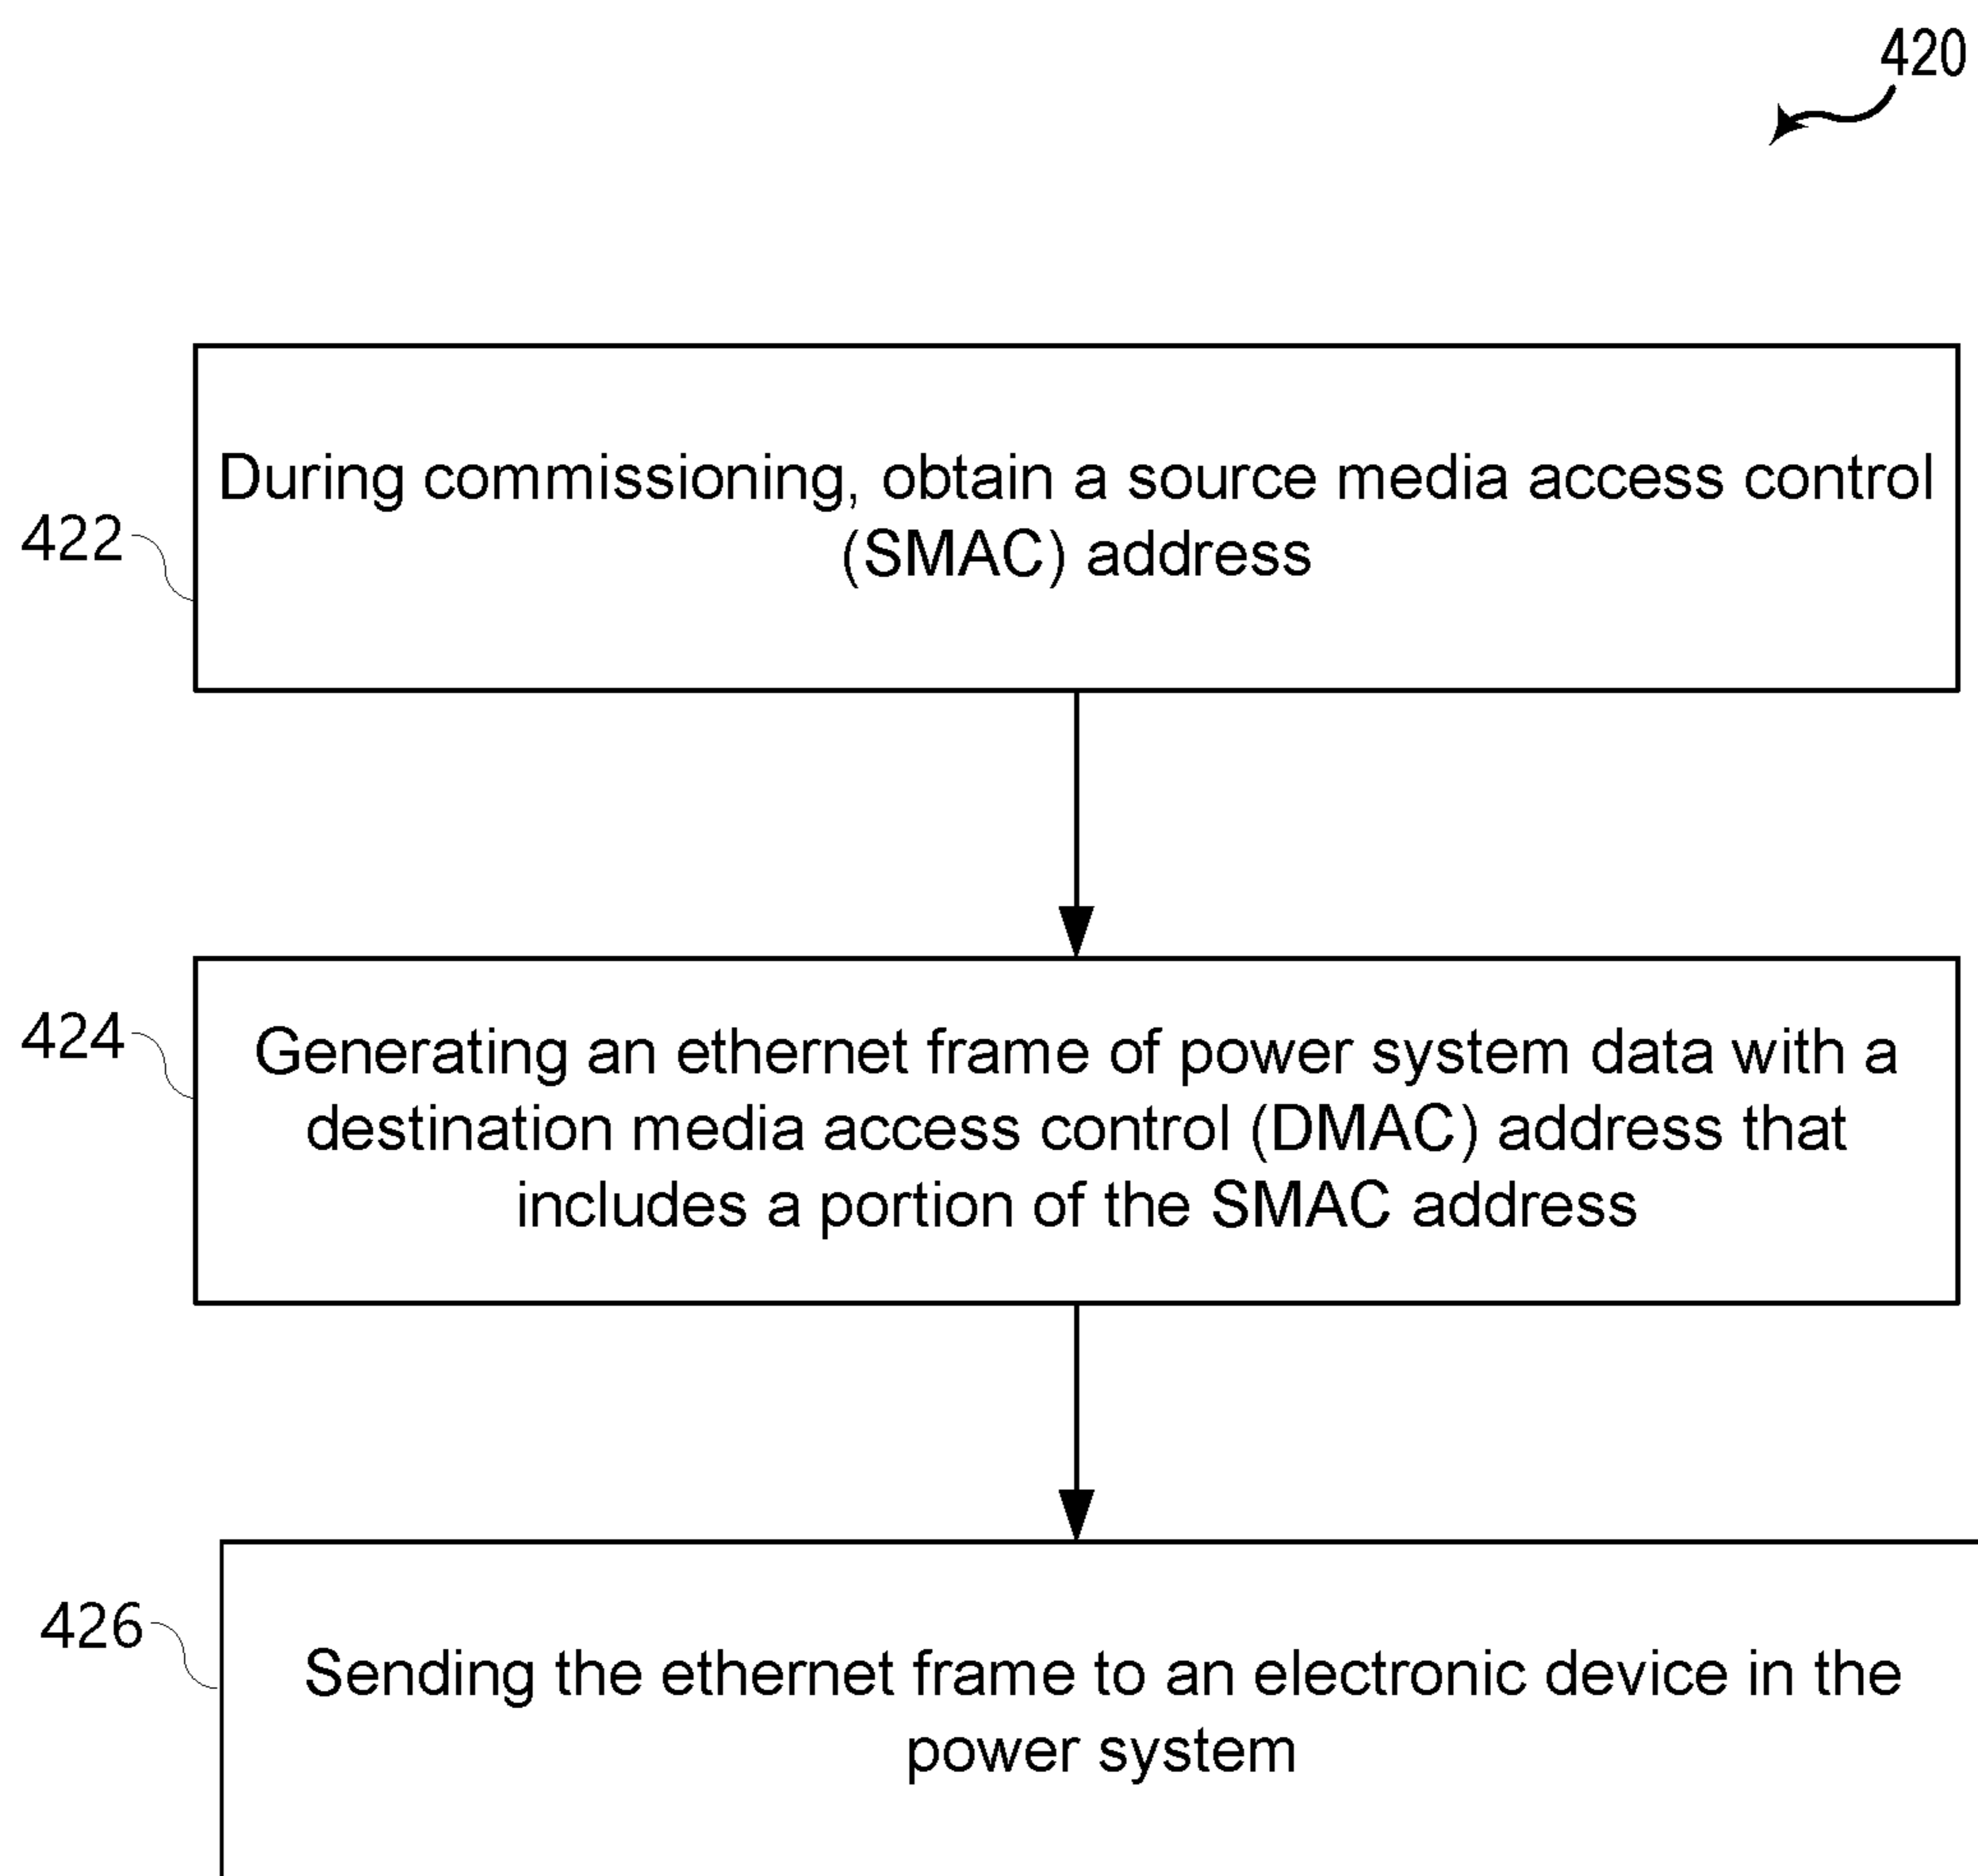 420
422
During commissioning, obtain a source media access control
(SMAC) address
424
Generating an ethernet frame of power system data with a
destination media access control (DMAC) address that
includes a portion of the SMAC address
426
Sending the ethernet frame to an electronic device in the
power system